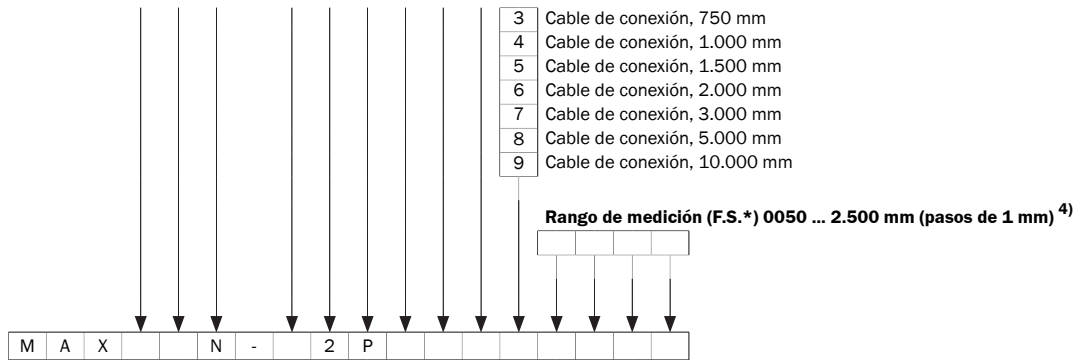 3 Cable de conexión, 750 mm
4 Cable de conexión, 1.000 mm
5 Cable de conexión, 1.500 mm
6 Cable de conexión, 2.000 mm
7 Cable de conexión, 3.000 mm
8 Cable de conexión, 5.000 mm
9 Cable de conexión, 10.000 mm
Rango de medición (F.S.*) 0050 ... 2.500 mm (pasos de 1 mm) 4)
M A X N - 2 P